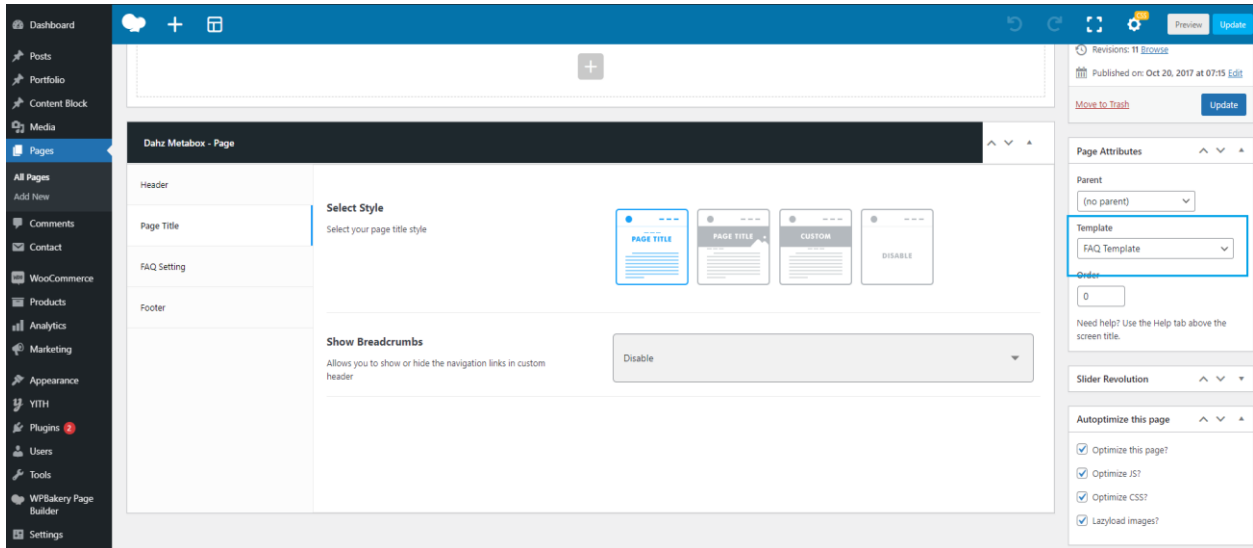 Dashboard
Posts
Portfolio
Content Block
Media
Pages
All Pages
Add New
Comments
Contact
WooCommerce
Products
Analytics
Marketing
Appearance
YITH
Plugins 2
Users
Tools
WPBakery Page
Builder
Settings
Preview
Update
Dahz Metabox - Page
Header
Page Title
FAQ Setting
Footer
Select Style
Select your page title style
PAGE TITLE
PAGE TITLE
CUSTOM
DISABLE
Show Breadcrumbs
Allows you to show or hide the navigation links in custom
header
Disable
Revisions: 11 Browse
Published on: Oct 20, 2017 at 07:15 Edit
Move to Trash
Update
Page Attributes
Parent
(no parent)
Template
FAQ Template
Order
0
Need help? Use the Help tab above the
screen title.
Slider Revolution
Autoptimize this page
Optimize this page?
Optimize JS?
Optimize CSS?
Lazyload images?